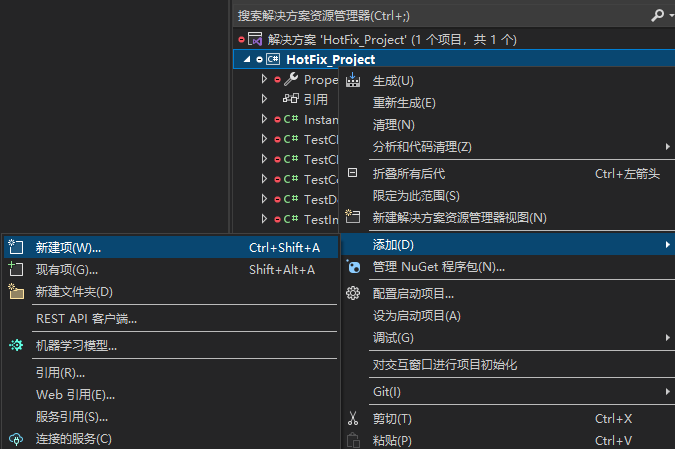 搜索解决方案资源管理器(Ctrl+;)
解决方案 'HotFix_Project' (1 个项目，共 1 个)
HotFix_Project
Prope
引用
Instan
TestCl
TestCl
TestCo
TestDe
TestIn
生成(U)
重新生成(E)
清理(N)
分析和代码清理(Z)
折叠所有后代 Ctrl+左箭头
限定为此范围(S)
新建解决方案资源管理器视图(N)
添加(D)
管理 NuGet 程序包(N)...
配置启动项目...
设为启动项目(A)
调试(G)
对交互窗口进行项目初始化
Git(I)
剪切(T) Ctrl+X
粘贴(P) Ctrl+V
新建项(W)... Ctrl+Shift+A
现有项(G)... Shift+Alt+A
新建文件夹(D)
REST API 客户端...
机器学习模型...
引用(R)...
Web 引用(E)...
服务引用(S)...
连接的服务(C)